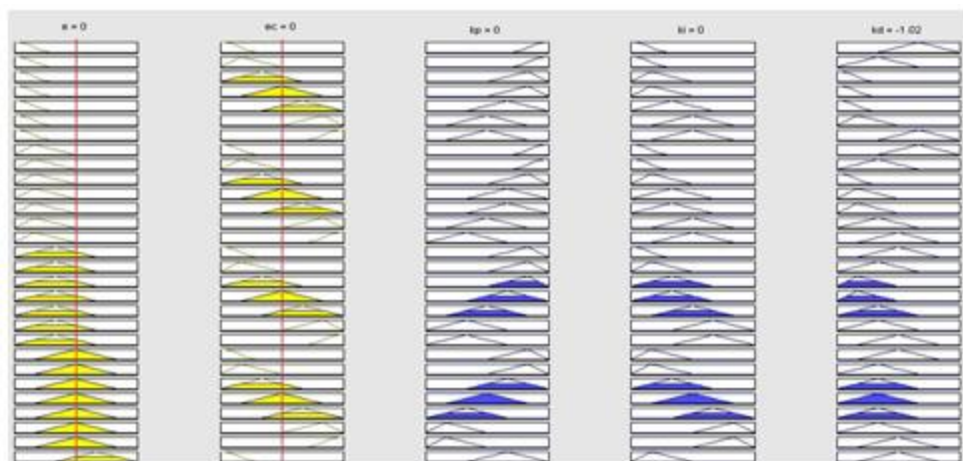 e = 0
ec = 0
kp = 0
ki = 0
kd = -1.02